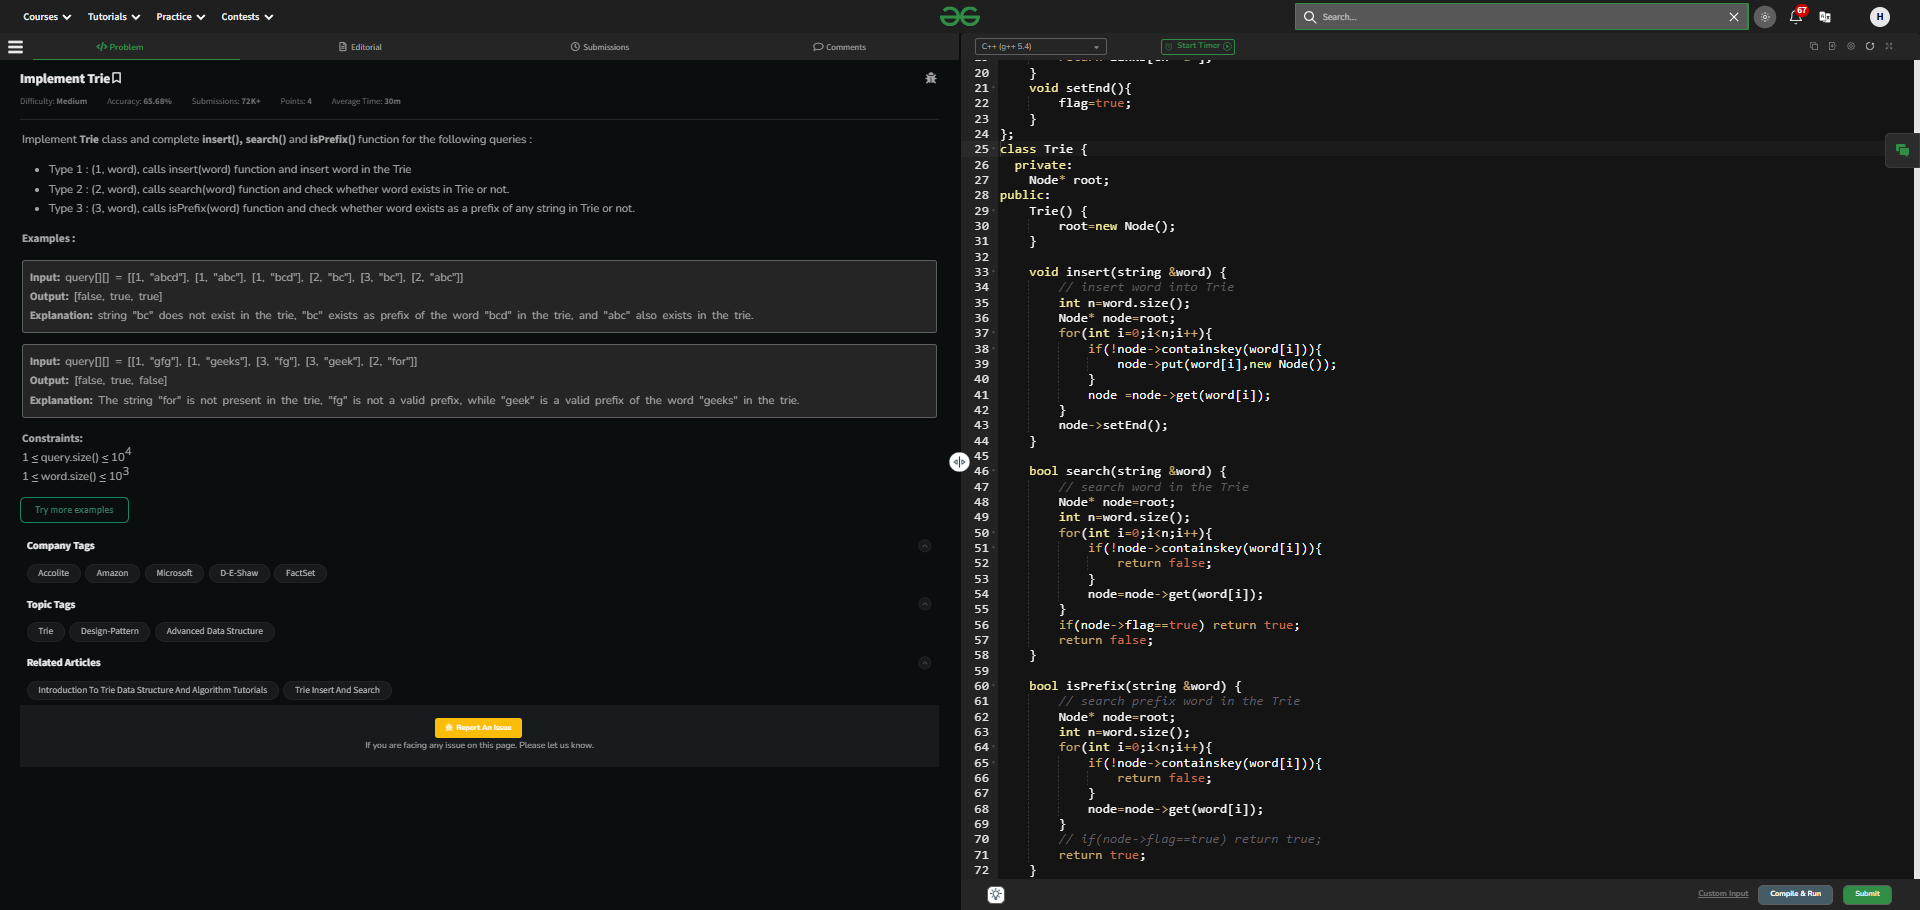 Courses Tutorials Practice Contests
Search...
67
H
Problem Editorial Submissions Comments
C++ (g++ 5.4) Start Timer
Implement Trie
Difficulty: Medium Accuracy: 65.68% Submissions: 72K+ Points: 4 Average Time: 30m
Implement Trie class and complete insert(), search() and isPrefix() function for the following queries :
Type 1 : (1, word), calls insert(word) function and insert word in the Trie
Type 2 : (2, word), calls search(word) function and check whether word exists in Trie or not.
Type 3 : (3, word), calls isPrefix(word) function and check whether word exists as a prefix of any string in Trie or not.
Examples :
Input: query[][] = [[1, "abcd"], [1, "abc"], [1, "bcd"], [2, "bc"], [3, "bc"], [2, "abc"]]
Output: [false, true, true]
Explanation: string "bc" does not exist in the trie, "bc" exists as prefix of the word "bcd" in the trie, and "abc" also exists in the trie.
Input: query[][] = [[1, "gfg"], [1, "geeks"], [3, "fg"], [3, "geek"], [2, "for"]]
Output: [false, true, false]
Explanation: The string "for" is not present in the trie, "fg" is not a valid prefix, while "geek" is a valid prefix of the word "geeks" in the trie.
Constraints:
1 ≤ query.size() ≤ 10^4
1 ≤ word.size() ≤ 10^3
Try more examples
Company Tags
Accolite Amazon Microsoft D-E-Shaw FactSet
Topic Tags
Trie Design-Pattern Advanced Data Structure
Related Articles
Introduction To Trie Data Structure And Algorithm Tutorials Trie Insert And Search
Report An Issue
If you are facing any issue on this page. Please let us know.
20 }
21 void setEnd(){
22 flag=true;
23 }
24 };
25 class Trie {
26 private:
27 Node* root;
28 public:
29 Trie() {
30 root=new Node();
31 }
32
33 void insert(string &word) {
34 // insert word into Trie
35 int n=word.size();
36 Node* node=root;
37 for(int i=0;i<n;i++){
38 if(!node->containskey(word[i])){
39 node->put(word[i],new Node());
40 }
41 node =node->get(word[i]);
42 }
43 node->setEnd();
44 }
45
46 bool search(string &word) {
47 // search word in the Trie
48 Node* node=root;
49 int n=word.size();
50 for(int i=0;i<n;i++){
51 if(!node->containskey(word[i])){
52 return false;
53 }
54 node=node->get(word[i]);
55 }
56 if(node->flag==true) return true;
57 return false;
58 }
59
60 bool isPrefix(string &word) {
61 // search prefix word in the Trie
62 Node* node=root;
63 int n=word.size();
64 for(int i=0;i<n;i++){
65 if(!node->containskey(word[i])){
66 return false;
67 }
68 node=node->get(word[i]);
69 }
70 // if(node->flag==true) return true;
71 return true;
72 }
Custom Input Compile & Run Submit